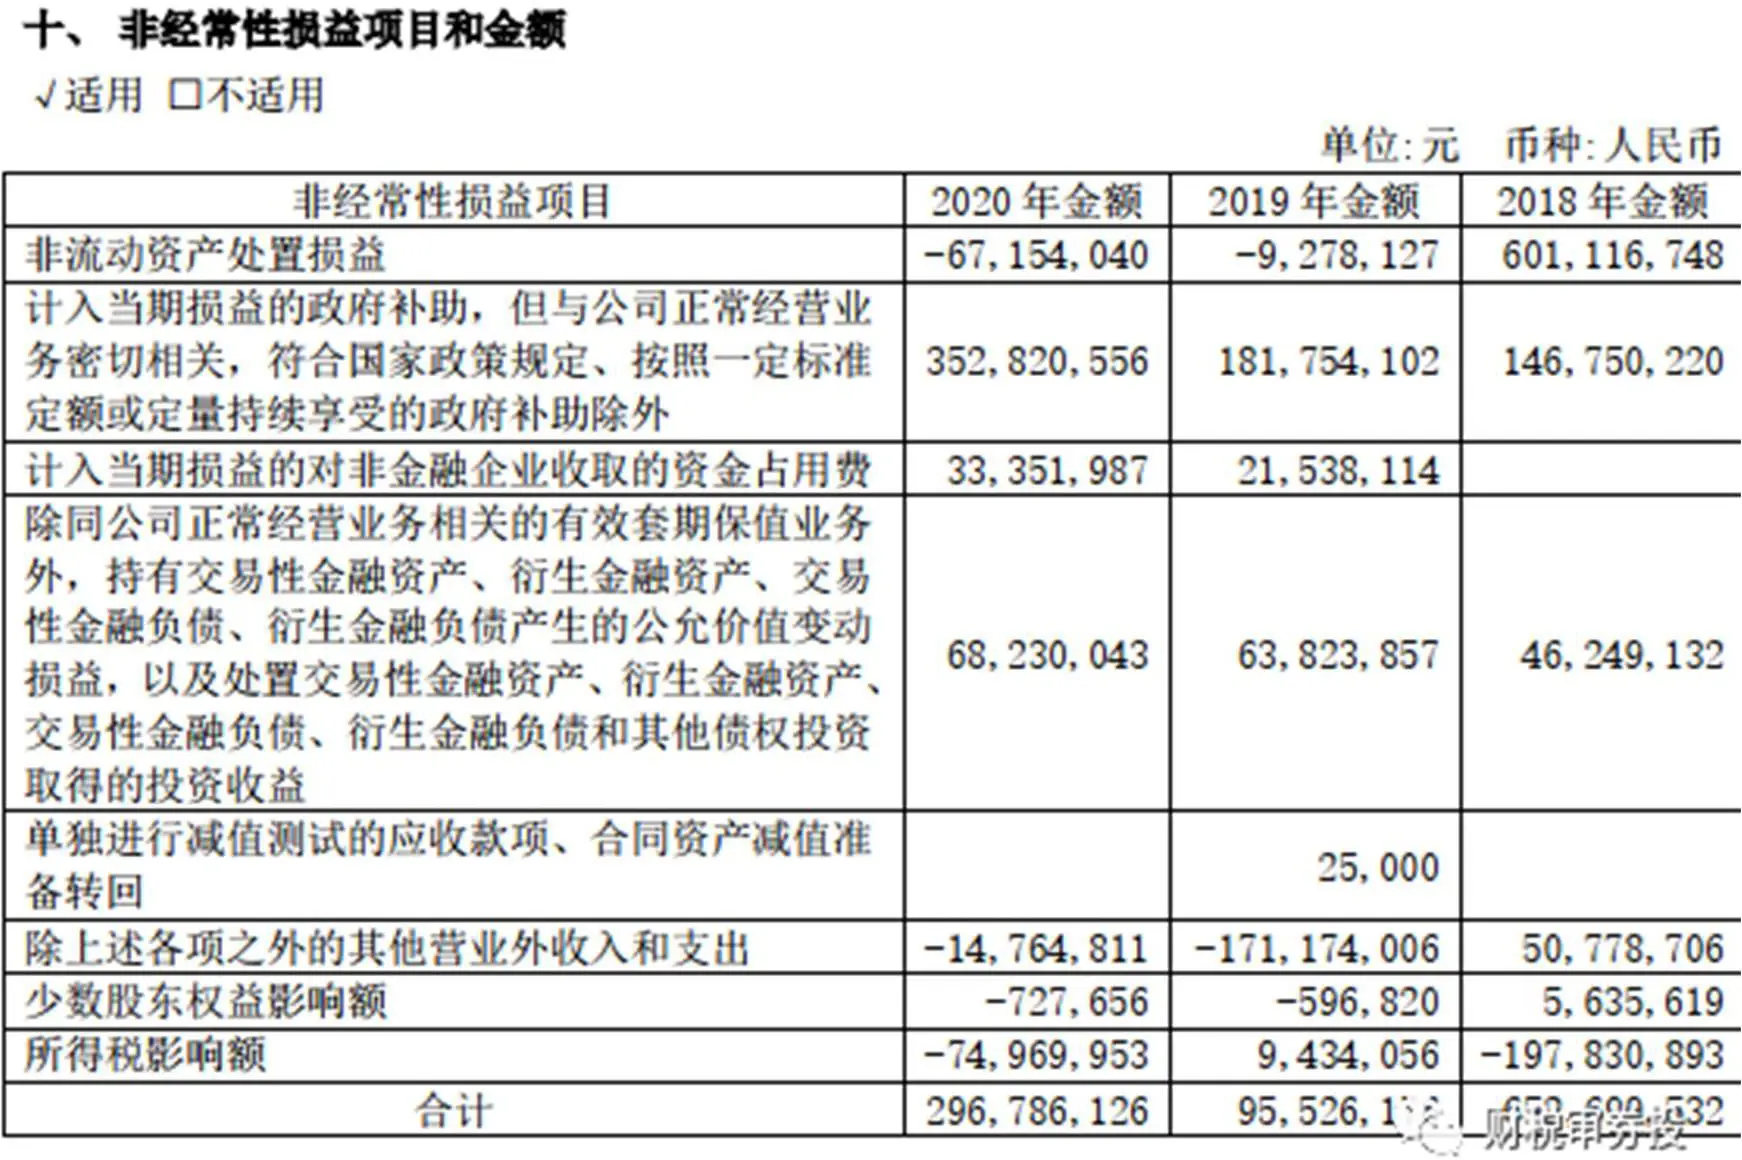 十、 非经常性损益项目和金额
√适用 □不适用
单位:元 币种:人民币
非经常性损益项目 2020 年金额 2019 年金额 2018 年金额
非流动资产处置损益 -67,154,040 -9,278,127 601,116,748
计入当期损益的政府补助，但与公司正常经营业
务密切相关，符合国家政策规定、按照一定标准 352,820,556 181,754,102 146,750,220
定额或定量持续享受的政府补助除外
计入当期损益的对非金融企业收取的资金占用费 33,351,987 21,538,114
除同公司正常经营业务相关的有效套期保值业务
外，持有交易性金融资产、衍生金融资产、交易
性金融负债、衍生金融负债产生的公允价值变动
损益，以及处置交易性金融资产、衍生金融资产、 68,230,043 63,823,857 46,249,132
交易性金融负债、衍生金融负债和其他债权投资
取得的投资收益
单独进行减值测试的应收款项、合同资产减值准
备转回 25,000
除上述各项之外的其他营业外收入和支出 -14,764,811 -171,174,006 50,778,706
少数股东权益影响额 -727,656 -596,820 5,635,619
所得税影响额 -74,969,953 9,434,056 -197,830,893
合计 296,786,126